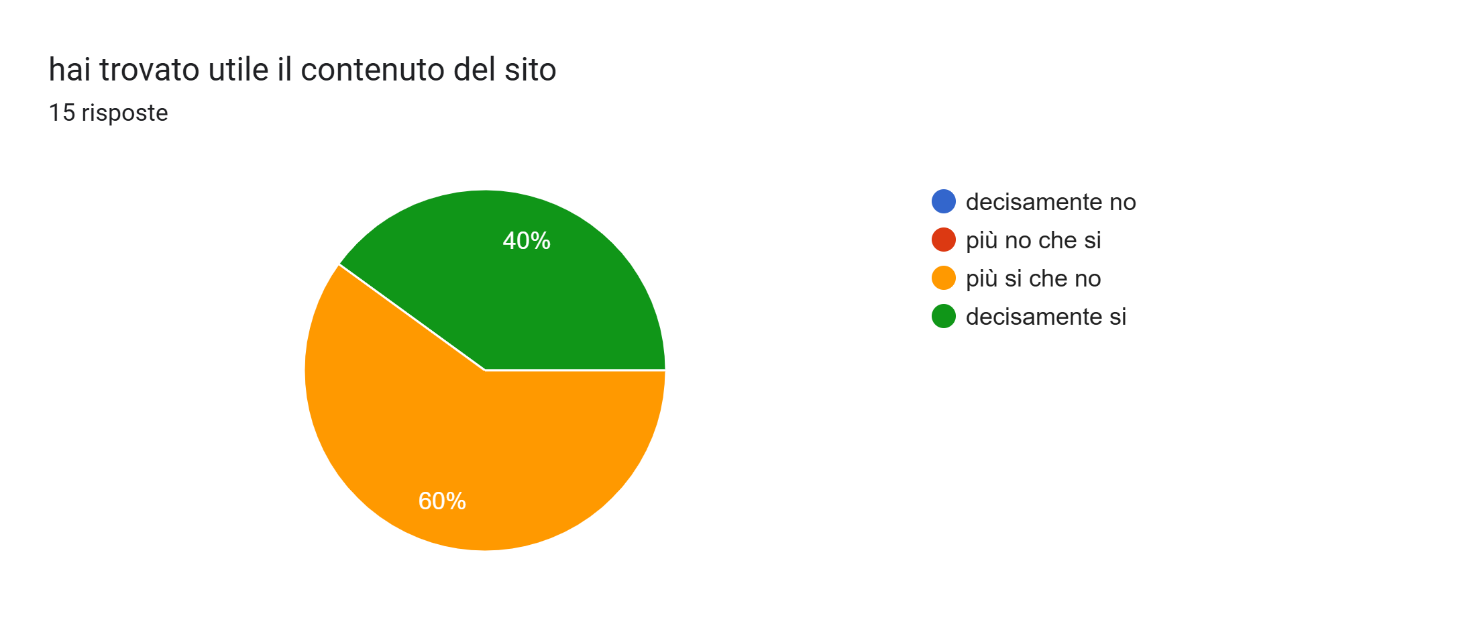 hai trovato utile il contenuto del sito
15 risposte
40%
60%
decisamente no
più no che si
più si che no
decisamente si